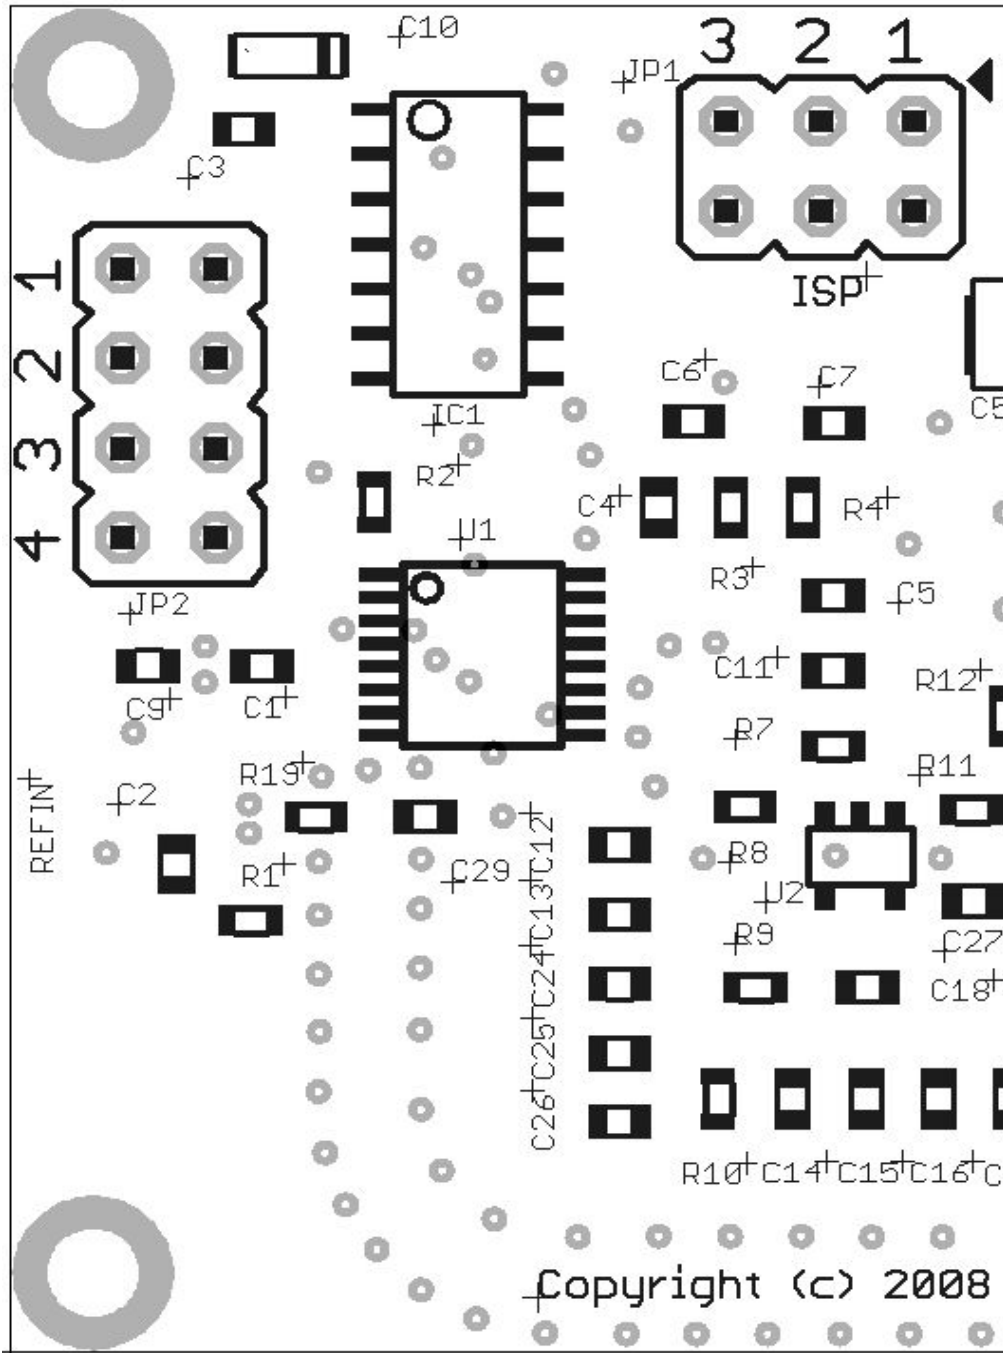 C10
3 2 1
JP1
C3
ISP
1
2
3
4
C6
C7
C5
IC1
R2
C4
R4
U1
R3
C5
JP2
C11
R12
C9
C1
R7
R19
R11
C2
REFIN
R1
C29
C12
C13
C24
C25
C26
R8
U2
R9
C27
C18
R10 C14 C15 C16 C
Copyright (c) 2008